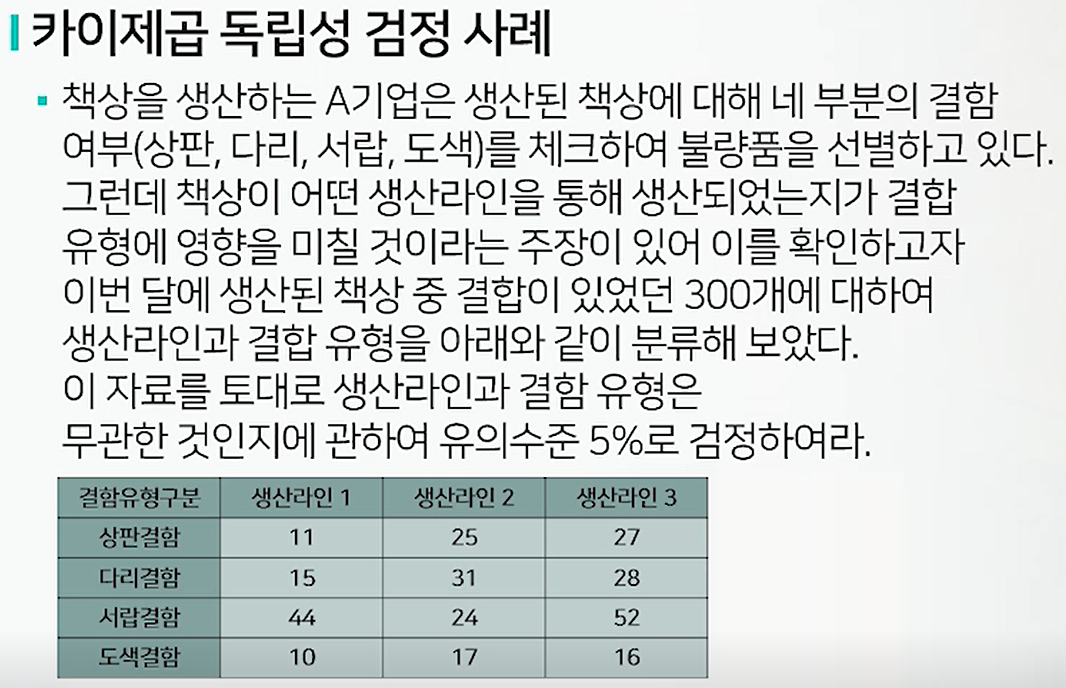 카이제곱 독립성 검정 사례
▪ 책상을 생산하는 A기업은 생산된 책상에 대해 네 부분의 결함
여부(상판, 다리, 서랍, 도색)를 체크하여 불량품을 선별하고 있다.
그런데 책상이 어떤 생산라인을 통해 생산되었는지가 결합
유형에 영향을 미칠 것이라는 주장이 있어 이를 확인하고자
이번 달에 생산된 책상 중 결합이 있었던 300개에 대하여
생산라인과 결합 유형을 아래와 같이 분류해 보았다.
이 자료를 토대로 생산라인과 결함 유형은
무관한 것인지에 관하여 유의수준 5%로 검정하여라.
결함유형구분 생산라인 1 생산라인 2 생산라인 3
상판결함 11 25 27
다리결함 15 31 28
서랍결함 44 24 52
도색결함 10 17 16